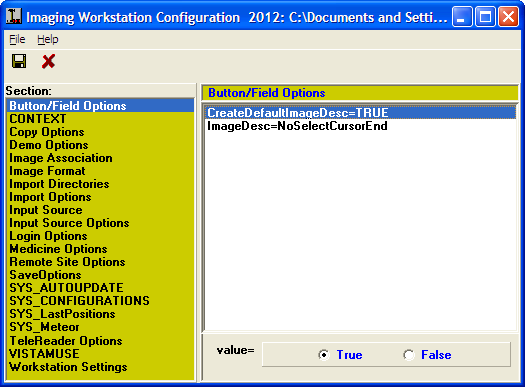 Imaging Workstation Configuration 2012: C:\Documents and Setti...
File Help
Section:
Button/Field Options
CONTEXT
Copy Options
Demo Options
Image Association
Image Format
Import Directories
Import Options
Input Source
Input Source Options
Login Options
Medicine Options
Remote Site Options
SaveOptions
SYS_AUTOUPDATE
SYS_CONFIGURATIONS
SYS_LastPositions
SYS_Meteor
TeleReader Options
VISTAMUSE
Workstation Settings
Button/Field Options
CreateDefaultImageDesc=TRUE
ImageDesc=NoSelectCursorEnd
value= True False